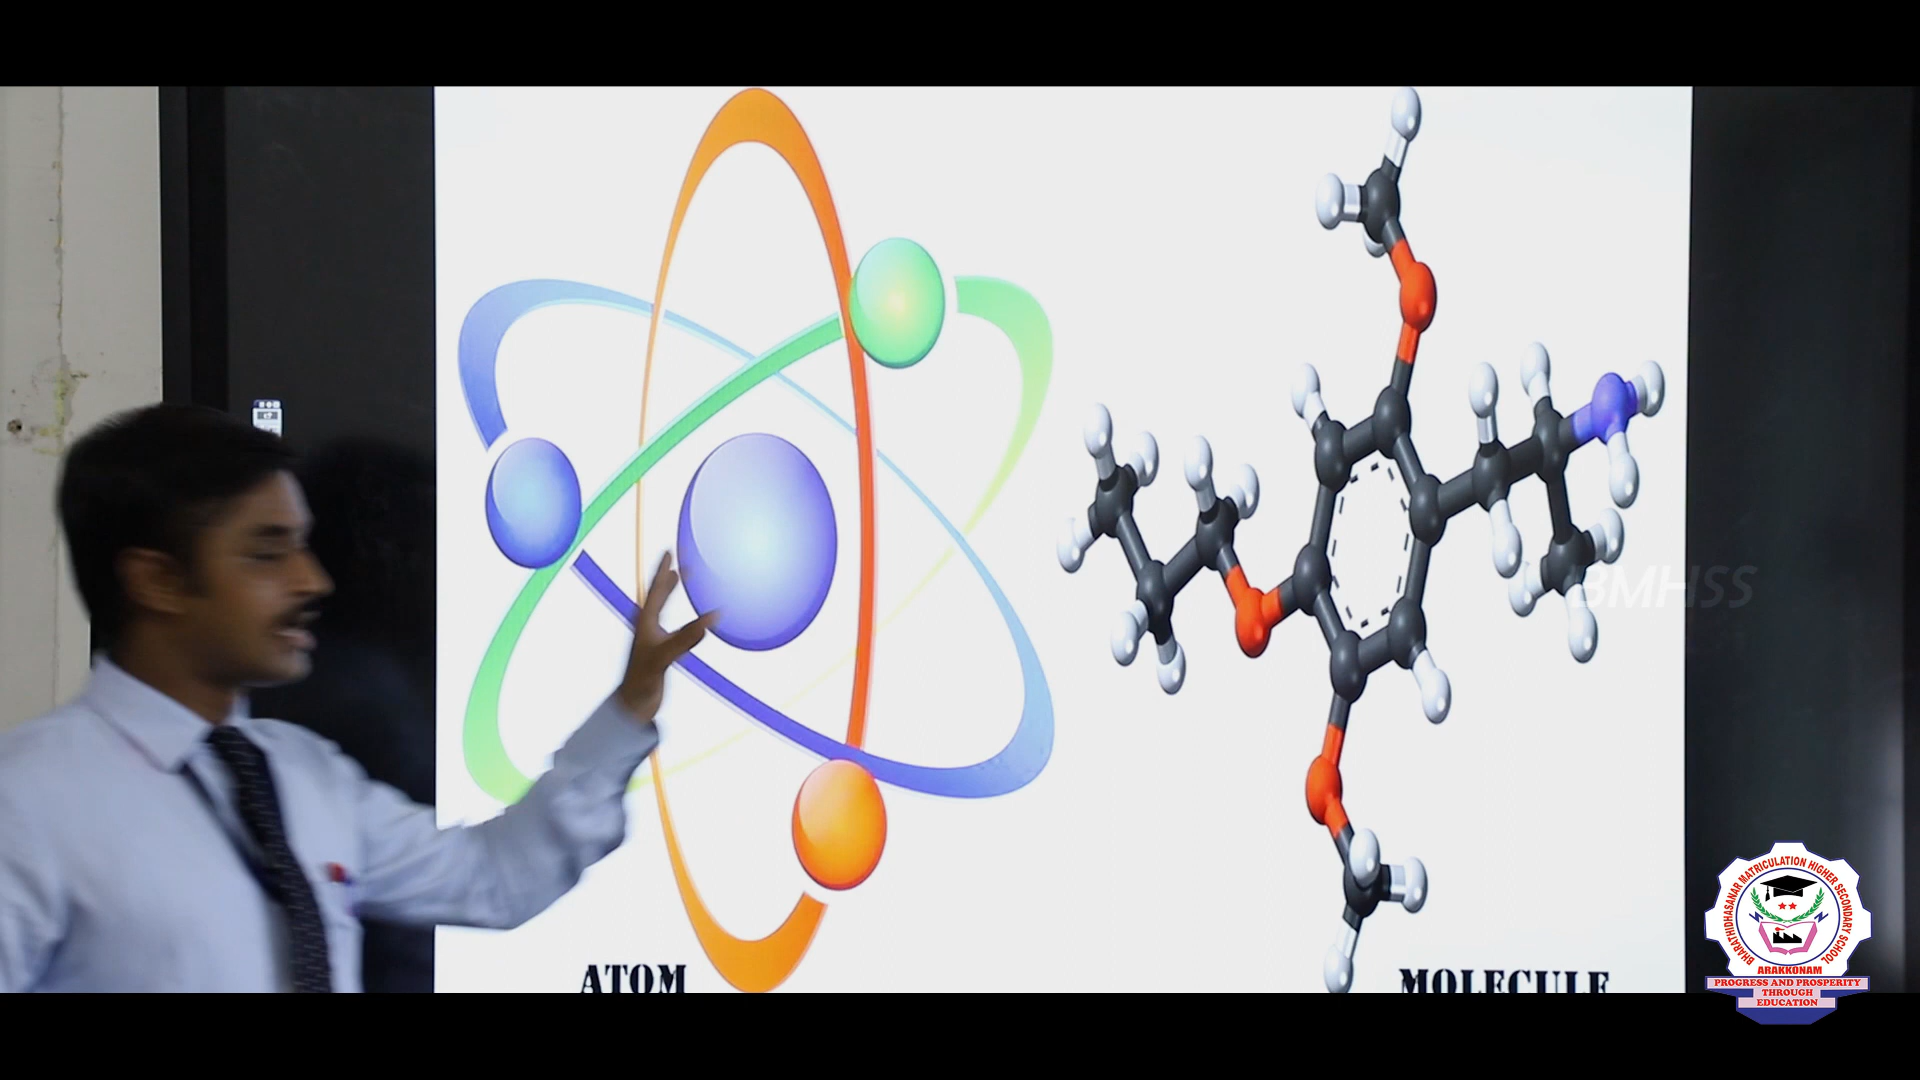 ATOM
MOLECULE
BMHSS
BHARATHIDHASANAR MATRICULATION HIGHER SECONDARY SCHOOL
ARAKKONAM
PROGRESS AND PROSPERITY
THROUGH
EDUCATION